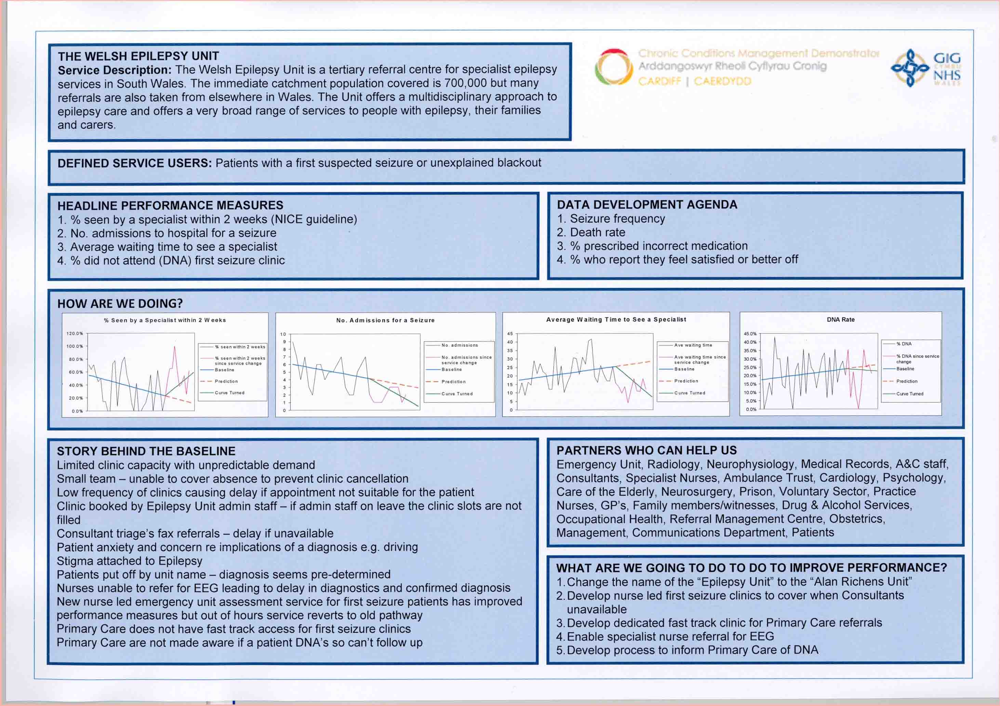 THE WELSH EPILEPSY UNIT
Service Description: The Welsh Epilepsy Unit is a tertiary referral centre for specialist epilepsy
services in South Wales. The immediate catchment population covered is 700,000 but many
referrals are also taken from elsewhere in Wales. The Unit offers a multidisciplinary approach to
epilepsy care and offers a very broad range of services to people with epilepsy, their families
and carers.
Chronic Conditions Management Demonstrator
Arddangoswyr Rheoli Cyflyrau Cronig
CARDIFF | CAERDYDD
GIG
CYMRU
NHS
WALES
DEFINED SERVICE USERS: Patients with a first suspected seizure or unexplained blackout
HEADLINE PERFORMANCE MEASURES
1. % seen by a specialist within 2 weeks (NICE guideline)
2. No. admissions to hospital for a seizure
3. Average waiting time to see a specialist
4. % did not attend (DNA) first seizure clinic
DATA DEVELOPMENT AGENDA
1. Seizure frequency
2. Death rate
3. % prescribed incorrect medication
4. % who report they feel satisfied or better off
HOW ARE WE DOING?
% Seen by a Specialist within 2 Weeks
120.0%
100.0%
80.0%
60.0%
40.0%
20.0%
0.0%
% seen within 2 weeks
% seen within 2 weeks
since service change
Baseline
Prediction
Curve Turned
No. Admissions for a Seizure
10
9
8
7
6
5
4
3
2
1
0
No. admissions
No. admissions since
service change
Baseline
Prediction
Curve Turned
Average Waiting Time to See a Specialist
45
40
35
30
25
20
15
10
5
0
Ave waiting time
Ave waiting time since
service change
Baseline
Prediction
Curve Turned
DNA Rate
45.0%
40.0%
35.0%
30.0%
25.0%
20.0%
15.0%
10.0%
5.0%
0.0%
% DNA
% DNA since service
change
Baseline
Prediction
Curve Turned
STORY BEHIND THE BASELINE
Limited clinic capacity with unpredictable demand
Small team – unable to cover absence to prevent clinic cancellation
Low frequency of clinics causing delay if appointment not suitable for the patient
Clinic booked by Epilepsy Unit admin staff – if admin staff on leave the clinic slots are not
filled
Consultant triage's fax referrals – delay if unavailable
Patient anxiety and concern re implications of a diagnosis e.g. driving
Stigma attached to Epilepsy
Patients put off by unit name – diagnosis seems pre-determined
Nurses unable to refer for EEG leading to delay in diagnostics and confirmed diagnosis
New nurse led emergency unit assessment service for first seizure patients has improved
performance measures but out of hours service reverts to old pathway
Primary Care does not have fast track access for first seizure clinics
Primary Care are not made aware if a patient DNA's so can't follow up
PARTNERS WHO CAN HELP US
Emergency Unit, Radiology, Neurophysiology, Medical Records, A&C staff,
Consultants, Specialist Nurses, Ambulance Trust, Cardiology, Psychology,
Care of the Elderly, Neurosurgery, Prison, Voluntary Sector, Practice
Nurses, GP's, Family members/witnesses, Drug & Alcohol Services,
Occupational Health, Referral Management Centre, Obstetrics,
Management, Communications Department, Patients
WHAT ARE WE GOING TO DO TO DO TO IMPROVE PERFORMANCE?
1. Change the name of the "Epilepsy Unit" to the "Alan Richens Unit"
2. Develop nurse led first seizure clinics to cover when Consultants
unavailable
3. Develop dedicated fast track clinic for Primary Care referrals
4. Enable specialist nurse referral for EEG
5. Develop process to inform Primary Care of DNA